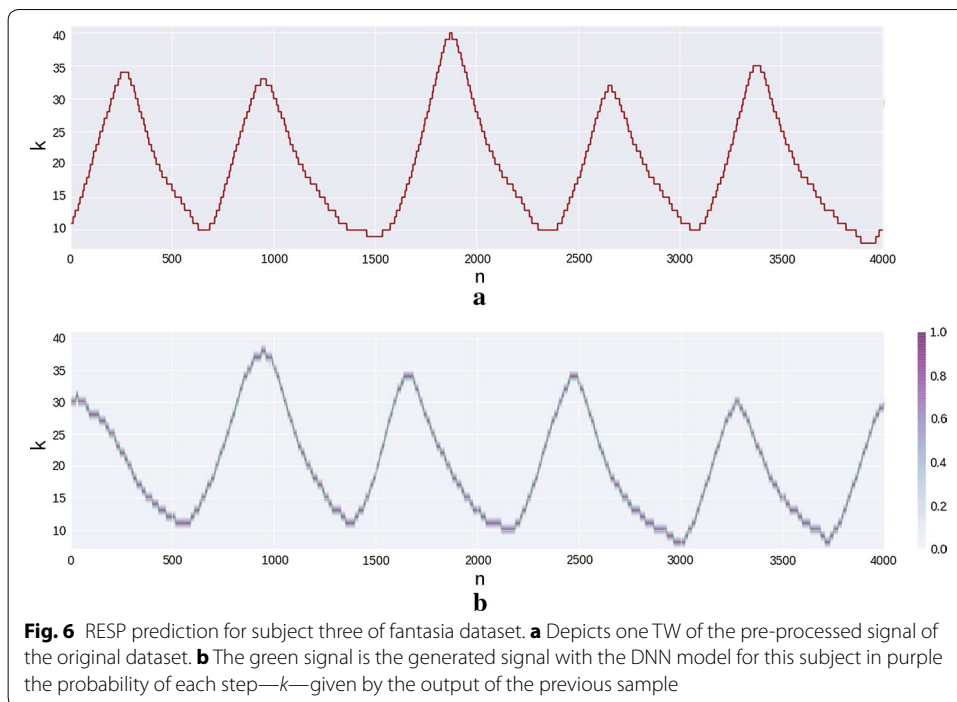 40
35
30
25
20
15
10
k
0 500 1000 1500 2000 2500 3000 3500 4000
n
a
40
35
30
25
20
15
10
k
0 500 1000 1500 2000 2500 3000 3500 4000
n
1.0
0.8
0.6
0.4
0.2
0.0
b
Fig. 6 RESP prediction for subject three of fantasia dataset. a Depicts one TW of the pre-processed signal of
the original dataset. b The green signal is the generated signal with the DNN model for this subject in purple
the probability of each step—k—given by the output of the previous sample